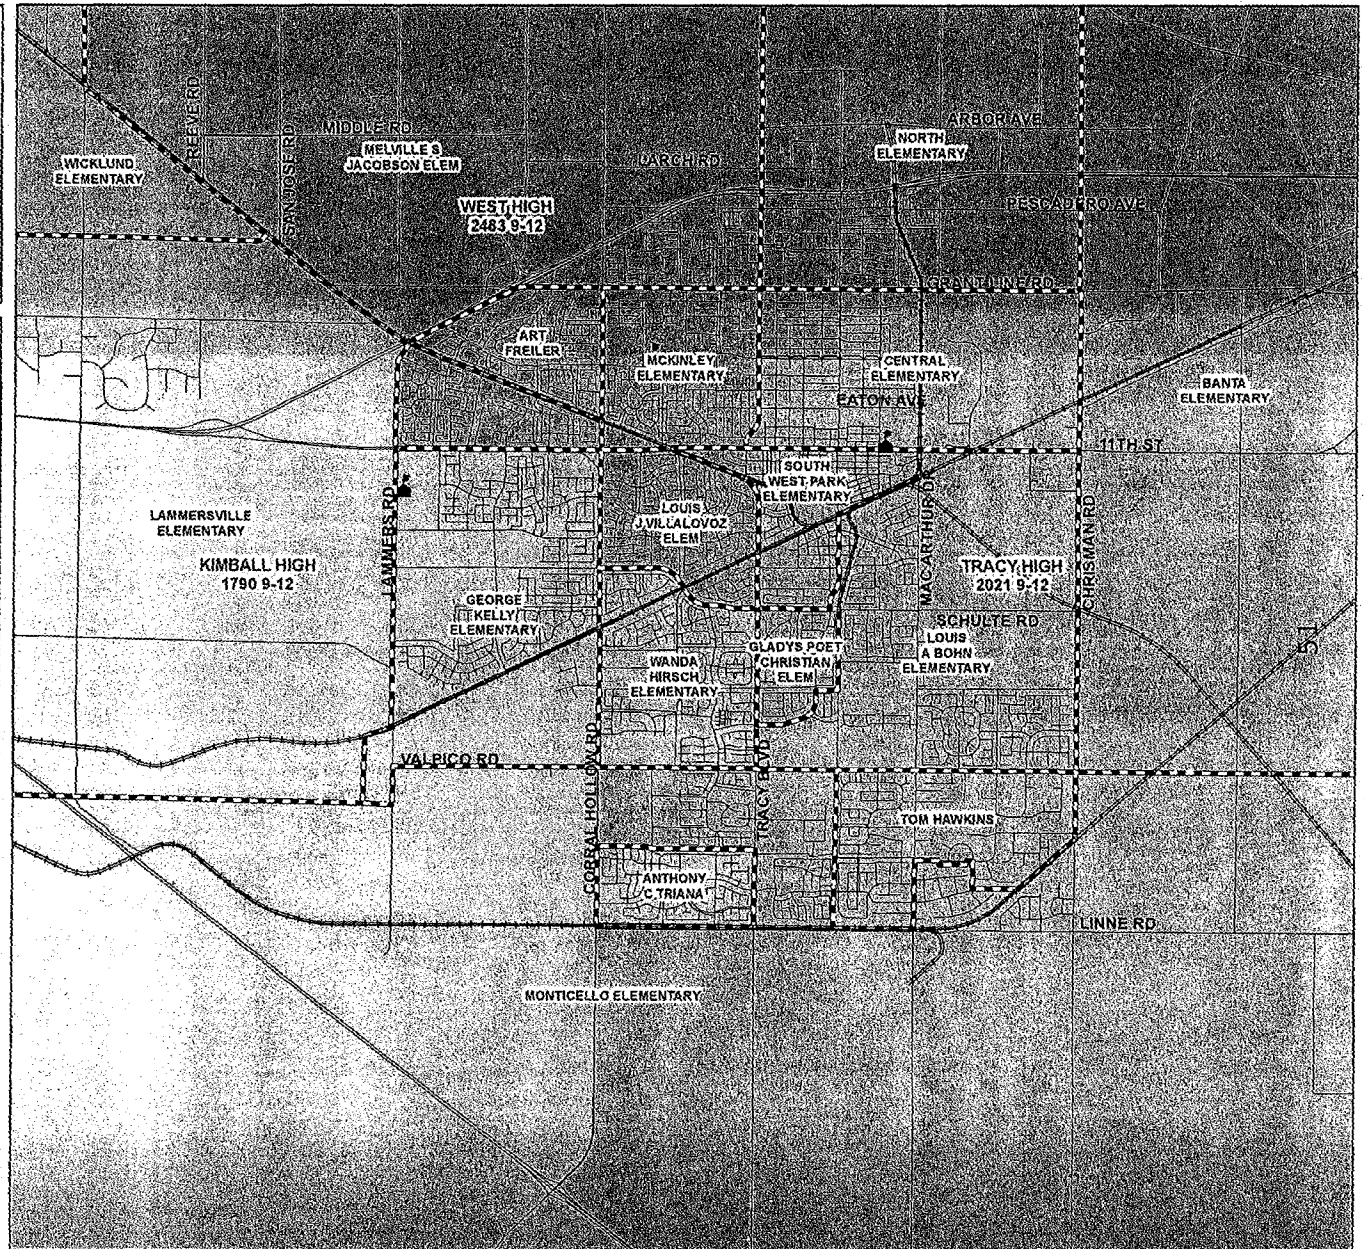 REEVE RD
SAN JOSE RD
MIDDLE RD
MELVILLE S
JACOBSON ELEM
LARCH RD
ARBOR AVE
NORTH
ELEMENTARY
WICKLUND
ELEMENTARY
WEST HIGH
2483 9-12
PESCADERO AVE
GRANT LINE RD
ART
FREILER
MCKINLEY
ELEMENTARY
CENTRAL
ELEMENTARY
EATON AVE
BANTA
ELEMENTARY
11TH ST
SOUTH
WEST PARK
ELEMENTARY
LAMMERSVILLE
ELEMENTARY
LAMMERS RD
LOUIS
J VILLALOVOZ
ELEM
MACARTHUR DR
CHRISMAN RD
KIMBALL HIGH
1790 9-12
TRACY HIGH
2021 9-12
GEORGE
KELLY
ELEMENTARY
SCHULTE RD
LOUIS
A BOHN
ELEMENTARY
GLADYS POET
CHRISTIAN
ELEM
WANDA
HIRSCH
ELEMENTARY
VALPICO RD
CORRAL HOLLOW RD
TRACY BLVD
TOM HAWKINS
ANTHONY
C TRIANA
LINNE RD
MONTICELLO ELEMENTARY